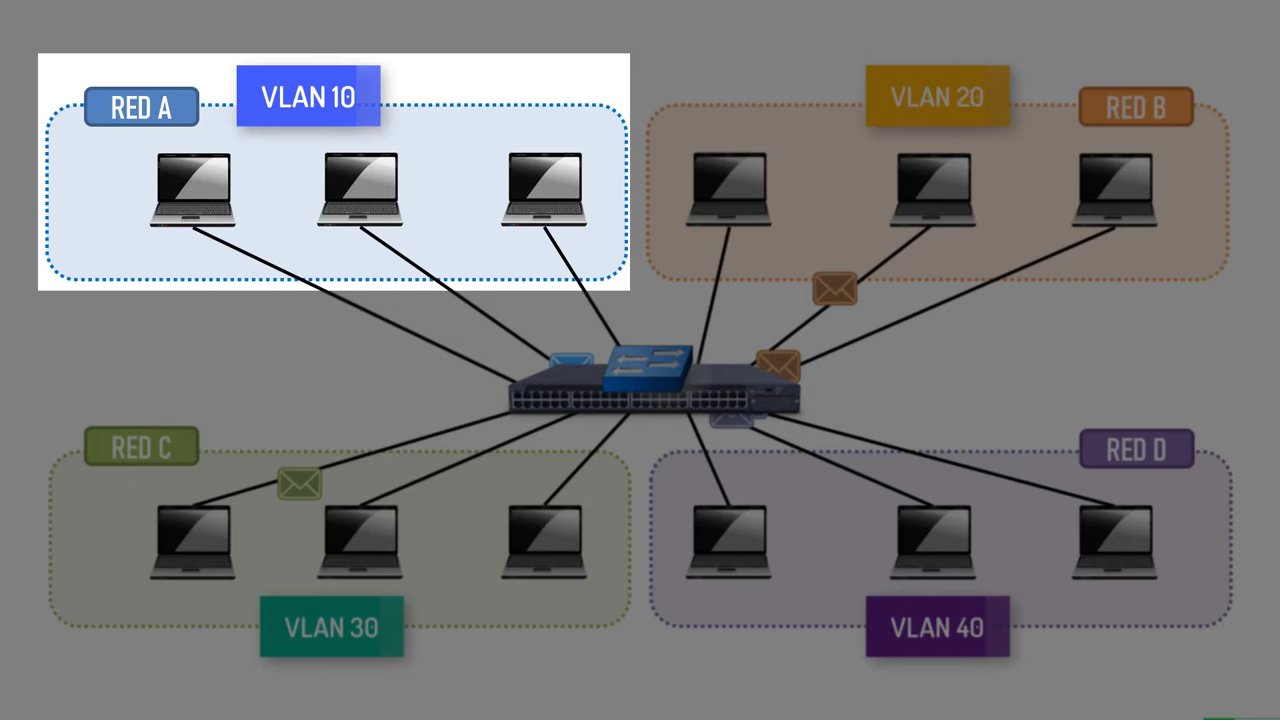 RED A
VLAN 10
VLAN 20
RED B
RED C
RED D
VLAN 30
VLAN 40